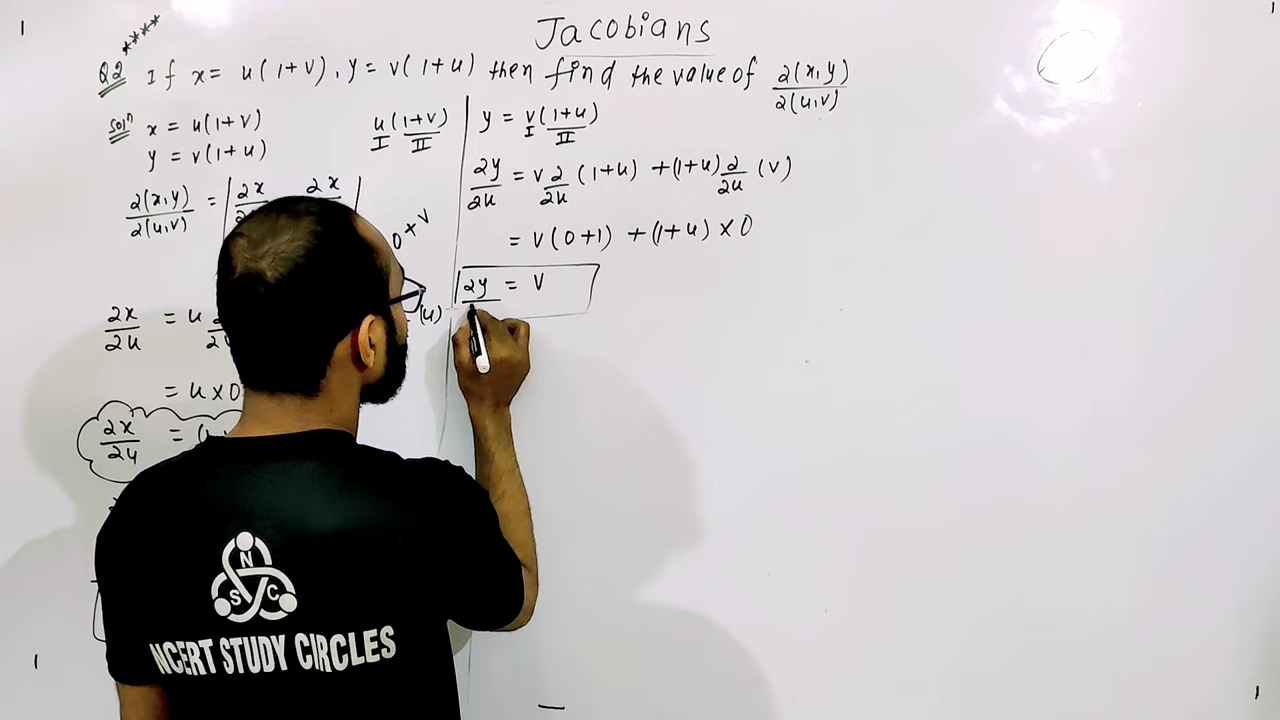 Jacobians
****
Q2 If x = u(1+v), y = v(1+u) then find the value of ∂(x,y)/∂(u,v)
Solⁿ x = u(1+v)
y = v(1+u)
∂(x,y)/∂(u,v) = | ∂x ∂x |
∂x/∂u = u
= u×0
∂x/∂u = (
u(1+v)
I II
0×v
(u)
y = v(1+u)
I II
∂y/∂u = v ∂/∂u (1+u) + (1+u) ∂/∂u (v)
= v(0+1) + (1+u)×0
∂y = v
N
S C
NCERT STUDY CIRCLES